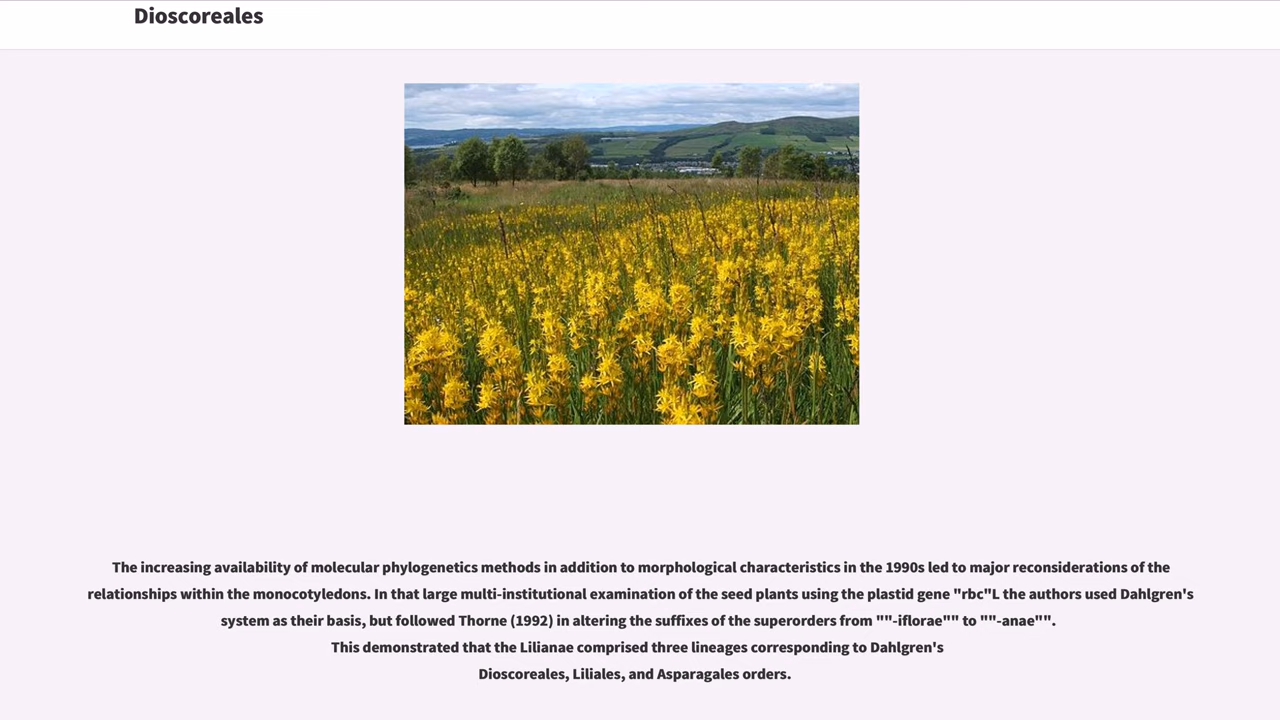 Dioscoreales
The increasing availability of molecular phylogenetics methods in addition to morphological characteristics in the 1990s led to major reconsiderations of the
relationships within the monocotyledons. In that large multi-institutional examination of the seed plants using the plastid gene "rbc"L the authors used Dahlgren's
system as their basis, but followed Thorne (1992) in altering the suffixes of the superorders from ""-iflorae"" to ""-anae"".
This demonstrated that the Lilianae comprised three lineages corresponding to Dahlgren's
Dioscoreales, Liliales, and Asparagales orders.